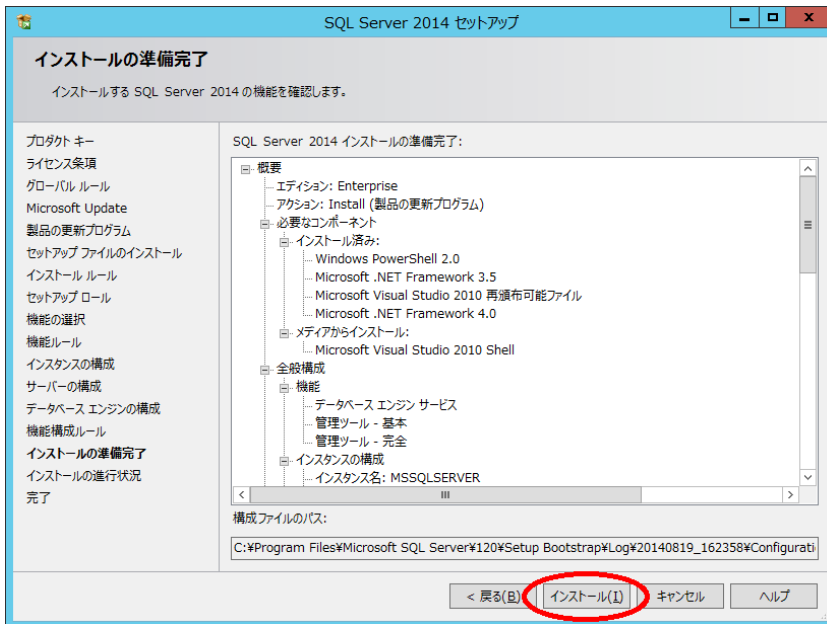 SQL Server 2014 セットアップ
インストールの準備完了
インストールする SQL Server 2014 の機能を確認します。
プロダクト キー
ライセンス条項
グローバル ルール
Microsoft Update
製品の更新プログラム
セットアップ ファイルのインストール
インストール ルール
セットアップ ロール
機能の選択
機能ルール
インスタンスの構成
サーバーの構成
データベース エンジンの構成
機能構成ルール
インストールの準備完了
インストールの進行状況
完了
SQL Server 2014 インストールの準備完了:
概要
エディション: Enterprise
アクション: Install (製品の更新プログラム)
必要なコンポーネント
インストール済み:
Windows PowerShell 2.0
Microsoft .NET Framework 3.5
Microsoft Visual Studio 2010 再頒布可能ファイル
Microsoft .NET Framework 4.0
メディアからインストール:
Microsoft Visual Studio 2010 Shell
全般構成
機能
データベース エンジン サービス
管理ツール - 基本
管理ツール - 完全
インスタンスの構成
インスタンス名: MSSQLSERVER
構成ファイルのパス:
C:¥Program Files¥Microsoft SQL Server¥120¥Setup Bootstrap¥Log¥20140819_162358¥Configurati
< 戻る(B)
インストール(I)
キャンセル
ヘルプ